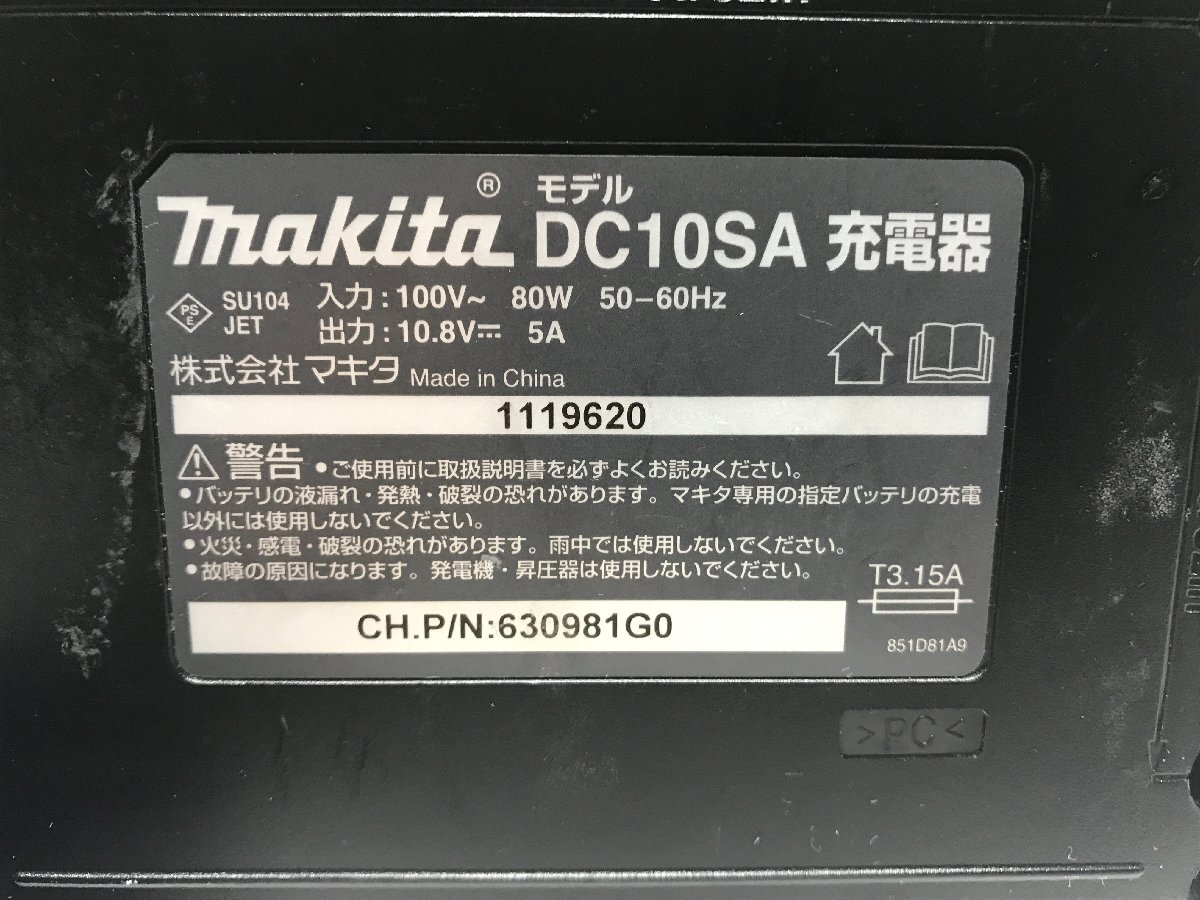 makita® モデル DC10SA 充電器
PSE SU104 JET
入力:100V~ 80W 50-60Hz
出力:10.8V⎓ 5A
株式会社マキタ Made in China
1119620
警告 ●ご使用前に取扱説明書を必ずよくお読みください。
●バッテリの液漏れ・発熱・破裂の恐れがあります。マキタ専用の指定バッテリの充電
以外には使用しないでください。
●火災・感電・破裂の恐れがあります。雨中では使用しないでください。
●故障の原因になります。発電機・昇圧器は使用しないでください。
T3.15A
CH.P/N:630981G0
851D81A9
>PC<